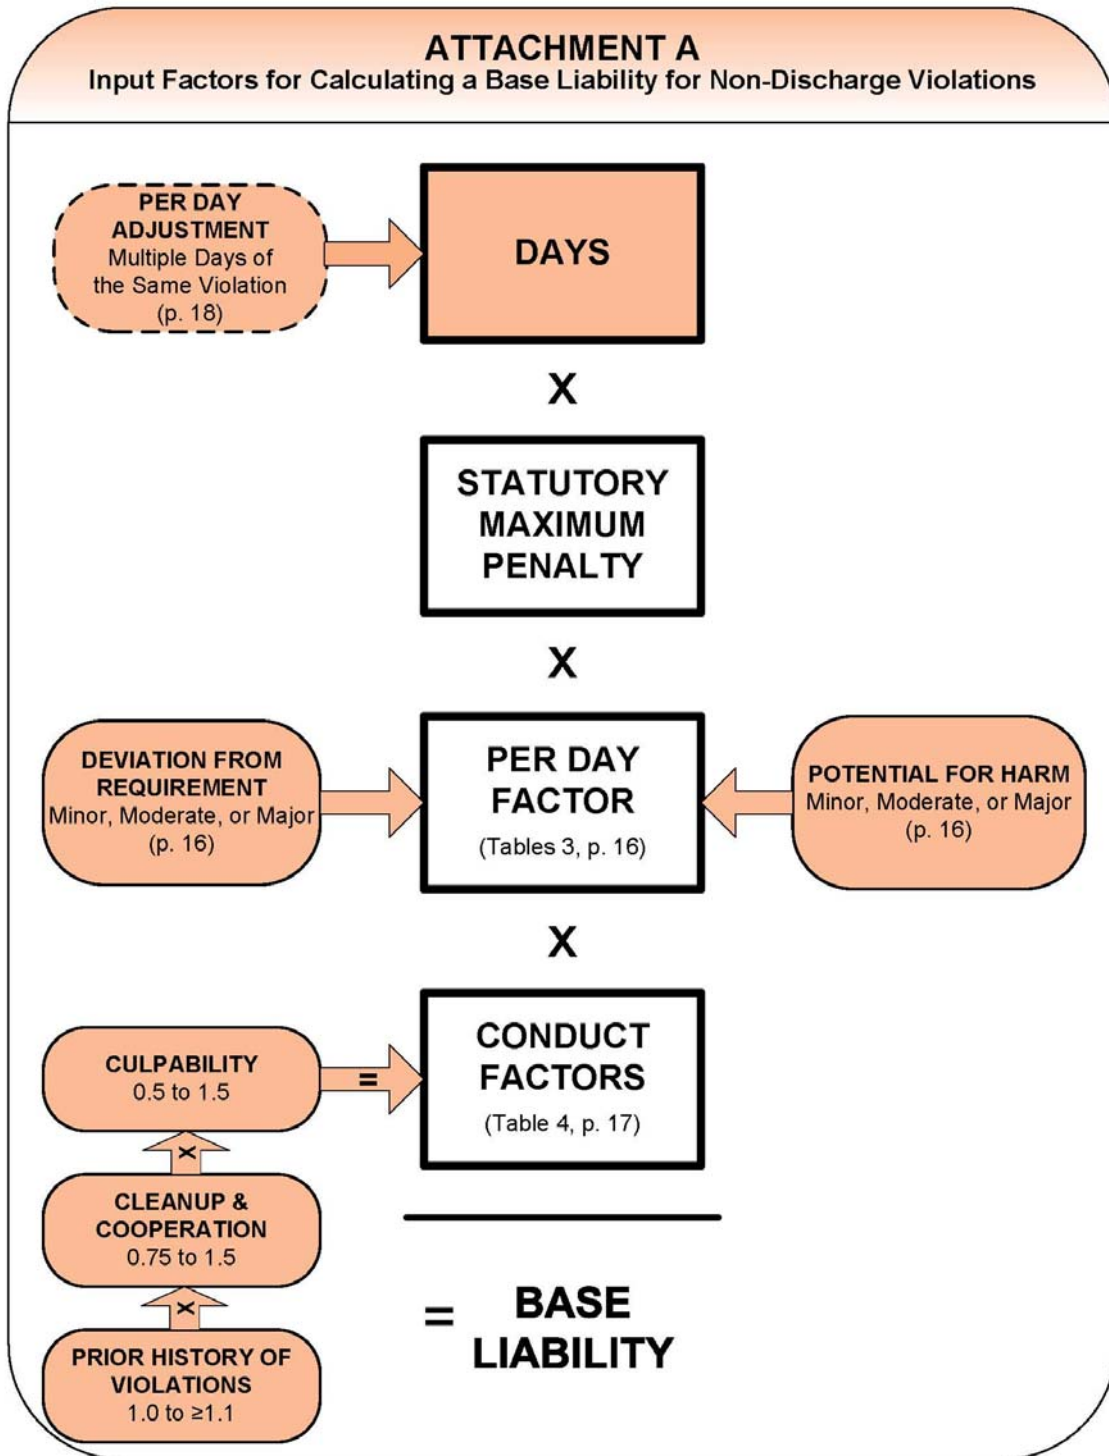 ATTACHMENT A
Input Factors for Calculating a Base Liability for Non-Discharge Violations
PER DAY
ADJUSTMENT
Multiple Days of
the Same Violation
(p. 18)
DAYS
X
STATUTORY
MAXIMUM
PENALTY
X
DEVIATION FROM
REQUIREMENT
Minor, Moderate, or Major
(p. 16)
PER DAY
FACTOR
(Tables 3, p. 16)
POTENTIAL FOR HARM
Minor, Moderate, or Major
(p. 16)
X
CULPABILITY
0.5 to 1.5
=
CONDUCT
FACTORS
(Table 4, p. 17)
X
CLEANUP &
COOPERATION
0.75 to 1.5
X
PRIOR HISTORY OF
VIOLATIONS
1.0 to ≥1.1
= BASE
LIABILITY